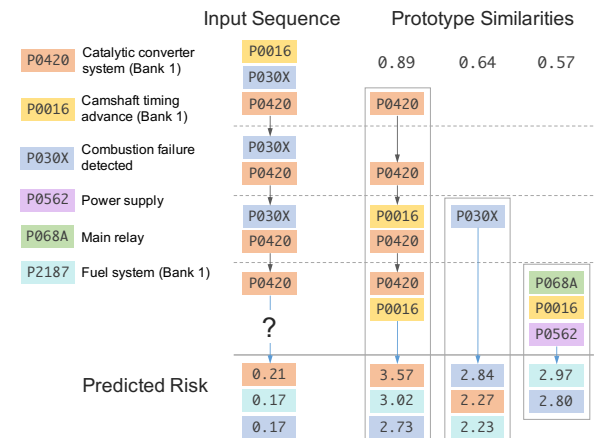 Input Sequence
Prototype Similarities
P0420 Catalytic converter
system (Bank 1)
P0016 Camshaft timing
advance (Bank 1)
P030X Combustion failure
detected
P0562 Power supply
P068A Main relay
P2187 Fuel system (Bank 1)
P0016
P030X
P0420
P030X
P0420
P030X
P0420
P0420
?
0.89 0.64 0.57
P0420
P0420
P0016
P0420
P0420
P0016
P030X
P068A
P0016
P0562
Predicted Risk
0.21 3.57 2.84 2.97
0.17 3.02 2.27 2.80
0.17 2.73 2.23